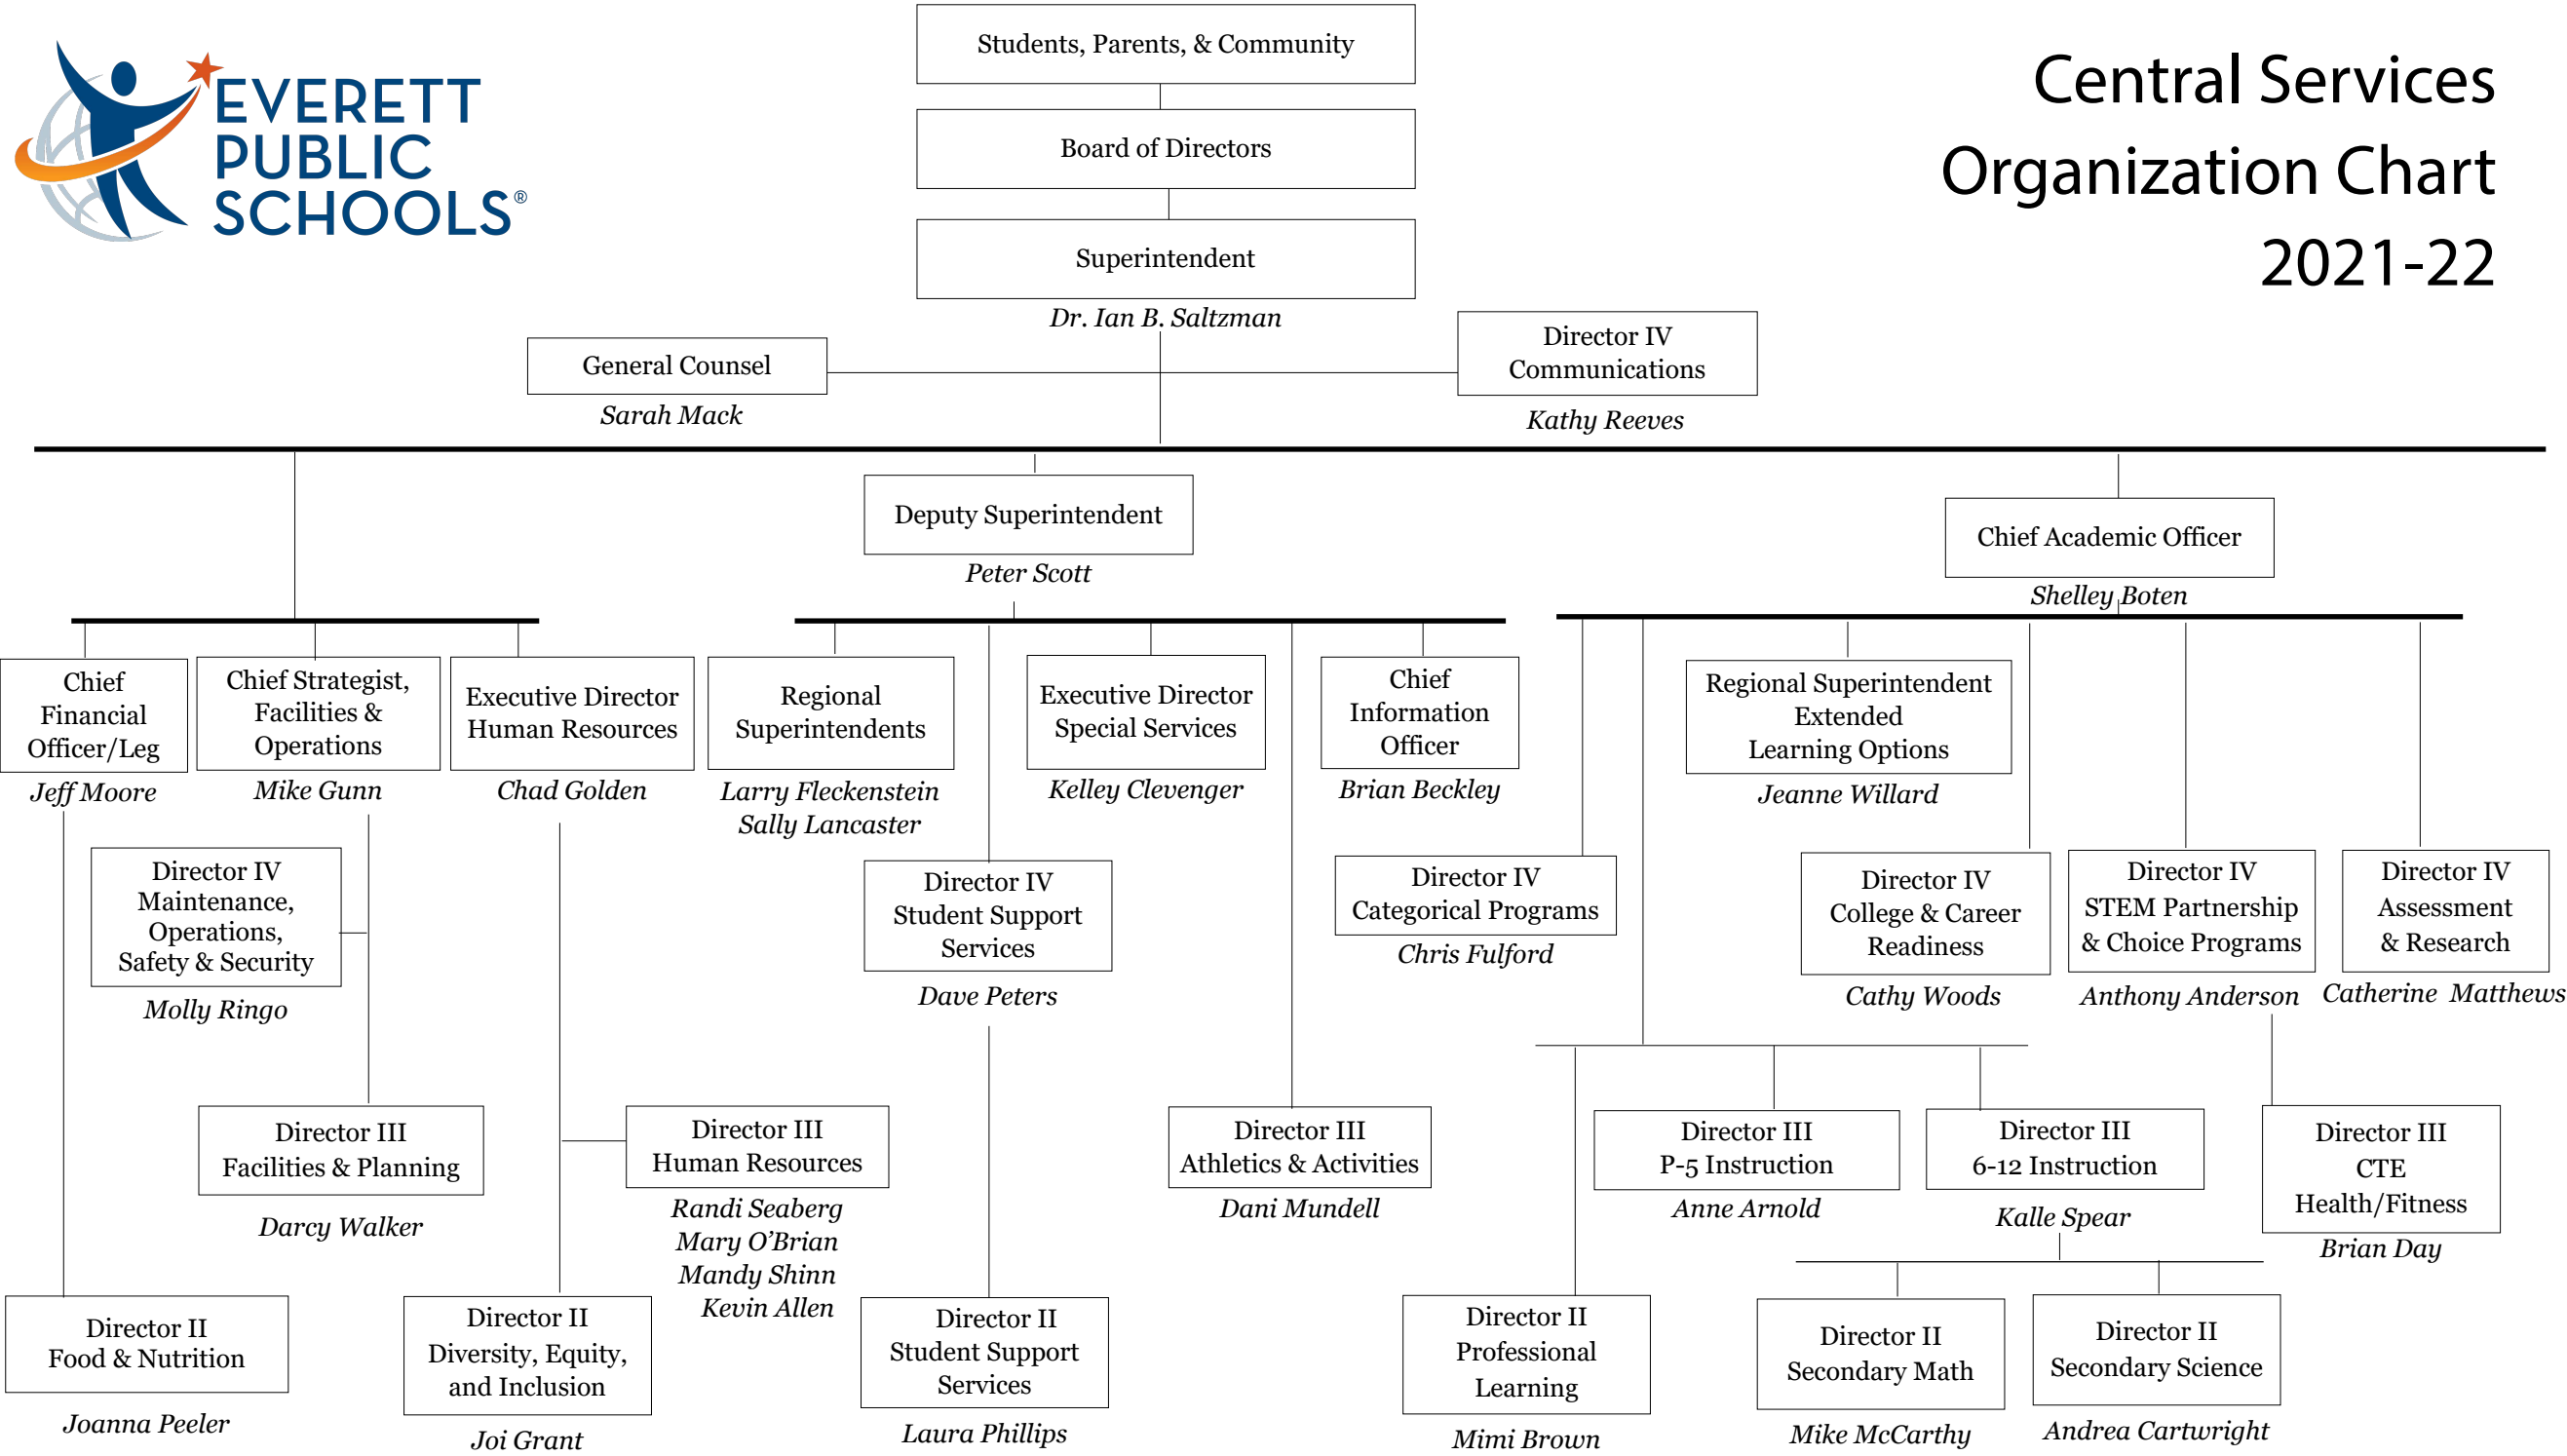 EVERETT
PUBLIC
SCHOOLS®
Central Services
Organization Chart
2021-22
Students, Parents, & Community
Board of Directors
Superintendent
Dr. Ian B. Saltzman
General Counsel
Sarah Mack
Director IV
Communications
Kathy Reeves
Deputy Superintendent
Peter Scott
Chief Academic Officer
Shelley Boten
Chief
Financial
Officer/Leg
Jeff Moore
Chief Strategist,
Facilities &
Operations
Mike Gunn
Executive Director
Human Resources
Chad Golden
Regional
Superintendents
Larry Fleckenstein
Sally Lancaster
Executive Director
Special Services
Kelley Clevenger
Chief
Information
Officer
Brian Beckley
Regional Superintendent
Extended
Learning Options
Jeanne Willard
Director IV
Maintenance,
Operations,
Safety & Security
Molly Ringo
Director IV
Student Support
Services
Dave Peters
Director IV
Categorical Programs
Chris Fulford
Director IV
College & Career
Readiness
Cathy Woods
Director IV
STEM Partnership
& Choice Programs
Anthony Anderson
Director IV
Assessment
& Research
Catherine Matthews
Director III
Facilities & Planning
Darcy Walker
Director III
Human Resources
Randi Seaberg
Mary O’Brian
Mandy Shinn
Kevin Allen
Director III
Athletics & Activities
Dani Mundell
Director III
P-5 Instruction
Anne Arnold
Director III
6-12 Instruction
Kalle Spear
Director III
CTE
Health/Fitness
Brian Day
Director II
Food & Nutrition
Joanna Peeler
Director II
Diversity, Equity,
and Inclusion
Joi Grant
Director II
Student Support
Services
Laura Phillips
Director II
Professional
Learning
Mimi Brown
Director II
Secondary Math
Mike McCarthy
Director II
Secondary Science
Andrea Cartwright